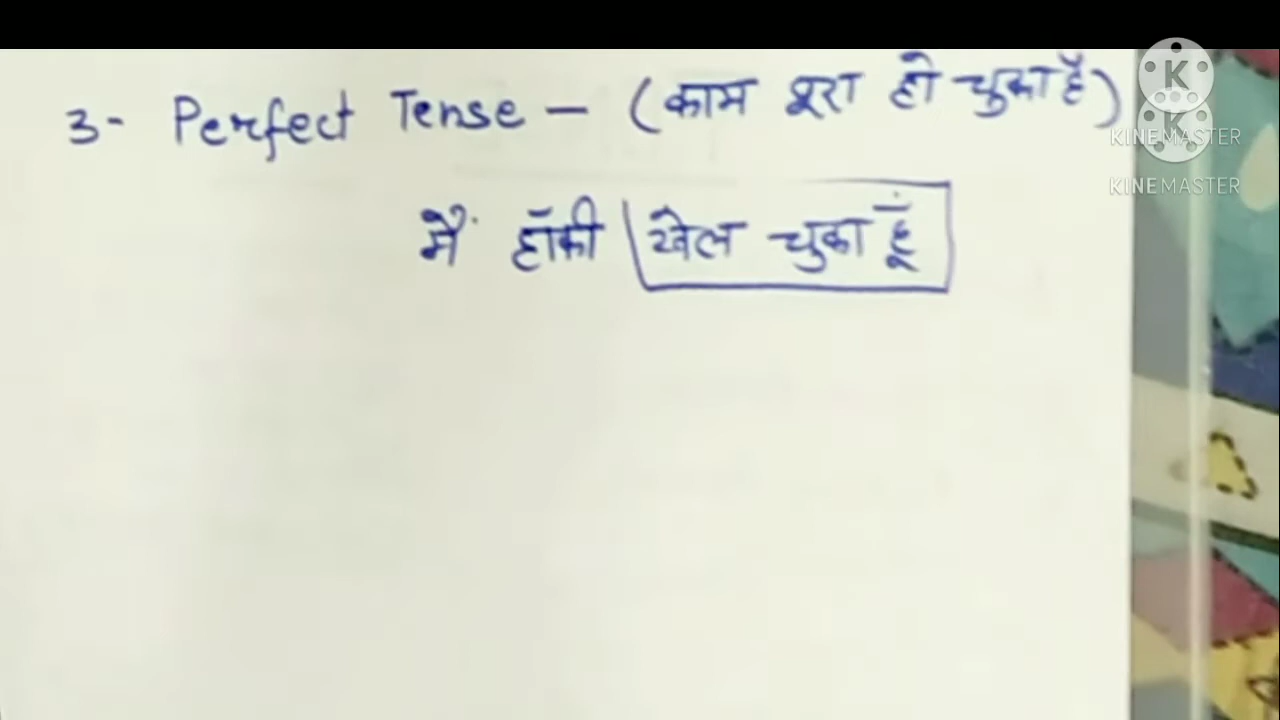 3- Perfect Tense – (काम पूरा हो चुका है)
मैं हॉकी खेल चुका हूं
KINEMASTER
KINEMASTER